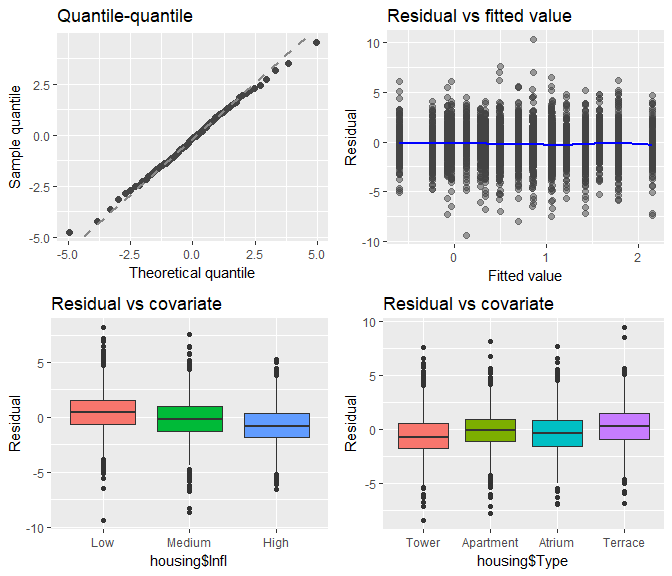 Quantile-quantile
Sample quantile
2.5
0.0
-2.5
-5.0
-5.0
-2.5
0.0
2.5
5.0
Theoretical quantile
Residual vs fitted value
Residual
10
5
0
-5
-10
0
1
2
Fitted value
Residual vs covariate
Residual
5
0
-5
-10
Low
Medium
High
housing$Infl
Residual vs covariate
Residual
10
5
0
-5
Tower
Apartment
Atrium
Terrace
housing$Type